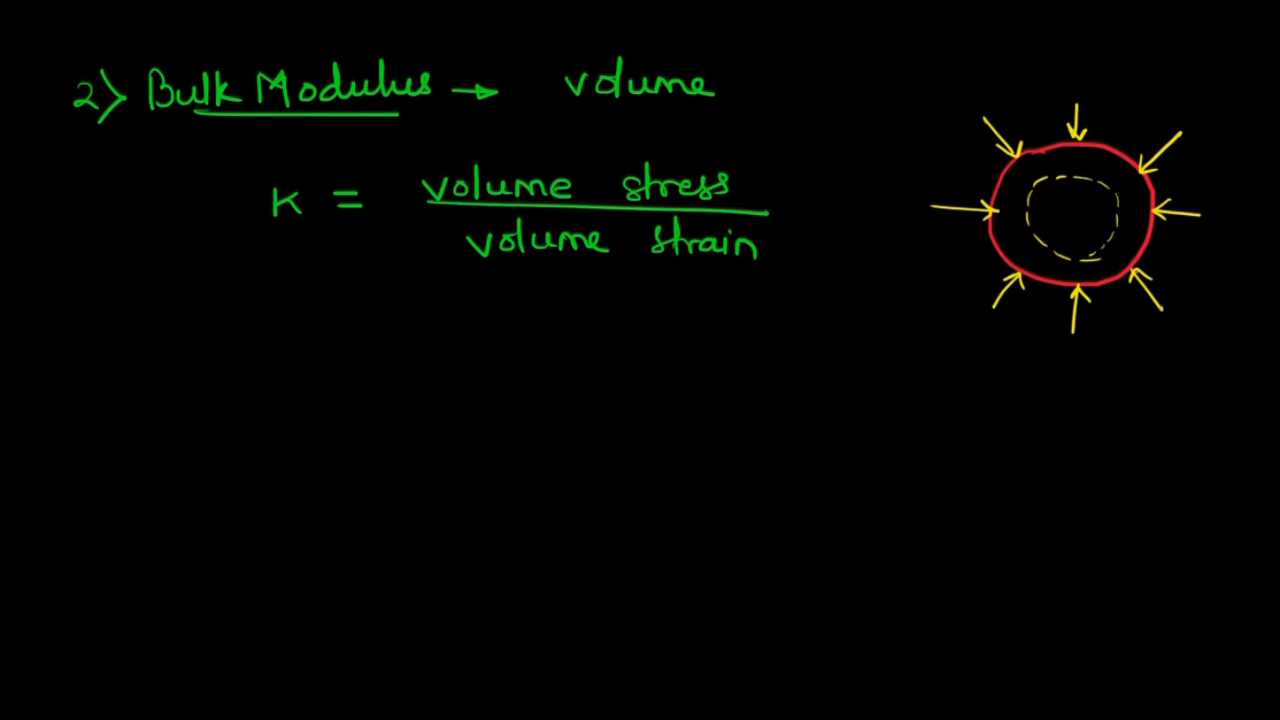 2) Bulk Modulus → volume
K = volume stress
volume strain